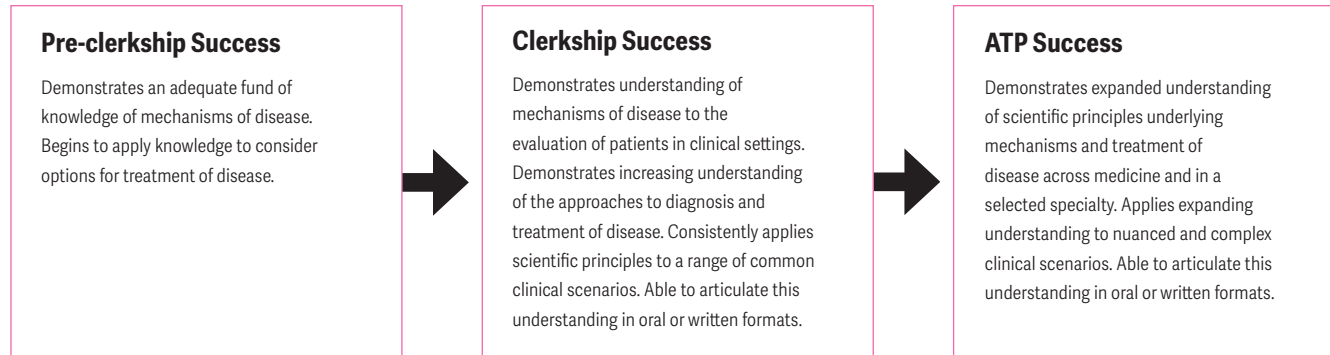 Pre-clerkship Success
Demonstrates an adequate fund of
knowledge of mechanisms of disease.
Begins to apply knowledge to consider
options for treatment of disease.
Clerkship Success
Demonstrates understanding of
mechanisms of disease to the
evaluation of patients in clinical settings.
Demonstrates increasing understanding
of the approaches to diagnosis and
treatment of disease. Consistently applies
scientific principles to a range of common
clinical scenarios. Able to articulate this
understanding in oral or written formats.
ATP Success
Demonstrates expanded understanding
of scientific principles underlying
mechanisms and treatment of
disease across medicine and in a
selected specialty. Applies expanding
understanding to nuanced and complex
clinical scenarios. Able to articulate this
understanding in oral or written formats.